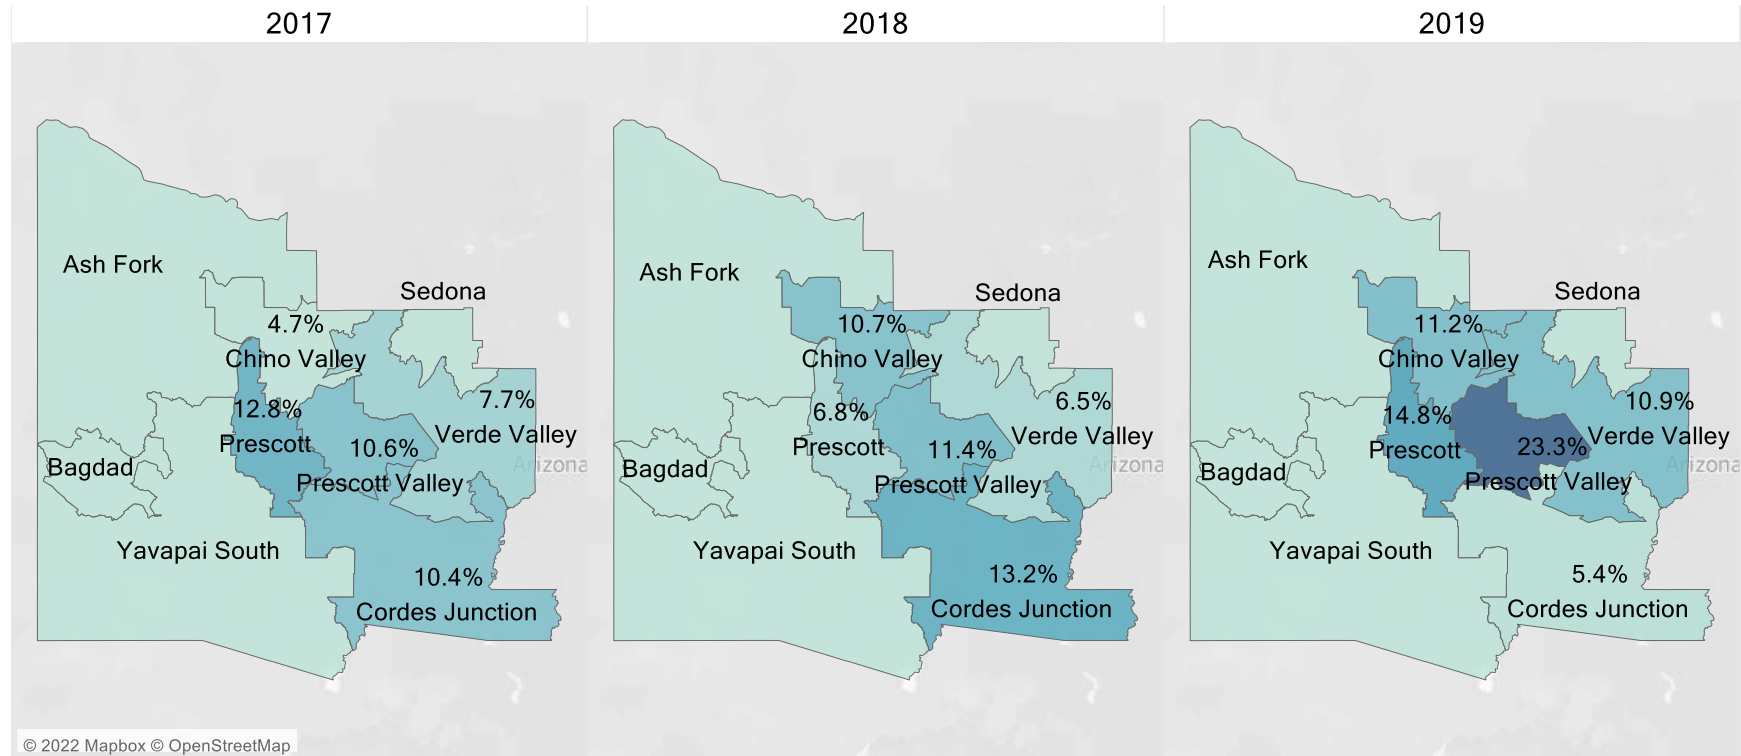 2017
2018
2019
Ash Fork
Sedona
4.7%
Chino Valley
7.7%
12.8%
Verde Valley
Prescott
10.6%
Bagdad
Prescott Valley
Arizona
Yavapai South
10.4%
Cordes Junction
Ash Fork
Sedona
10.7%
Chino Valley
6.5%
6.8%
Verde Valley
Prescott
11.4%
Bagdad
Prescott Valley
Arizona
Yavapai South
13.2%
Cordes Junction
Ash Fork
Sedona
11.2%
Chino Valley
10.9%
14.8%
Verde Valley
Prescott
23.3%
Bagdad
Prescott Valley
Arizona
Yavapai South
5.4%
Cordes Junction
© 2022 Mapbox © OpenStreetMap